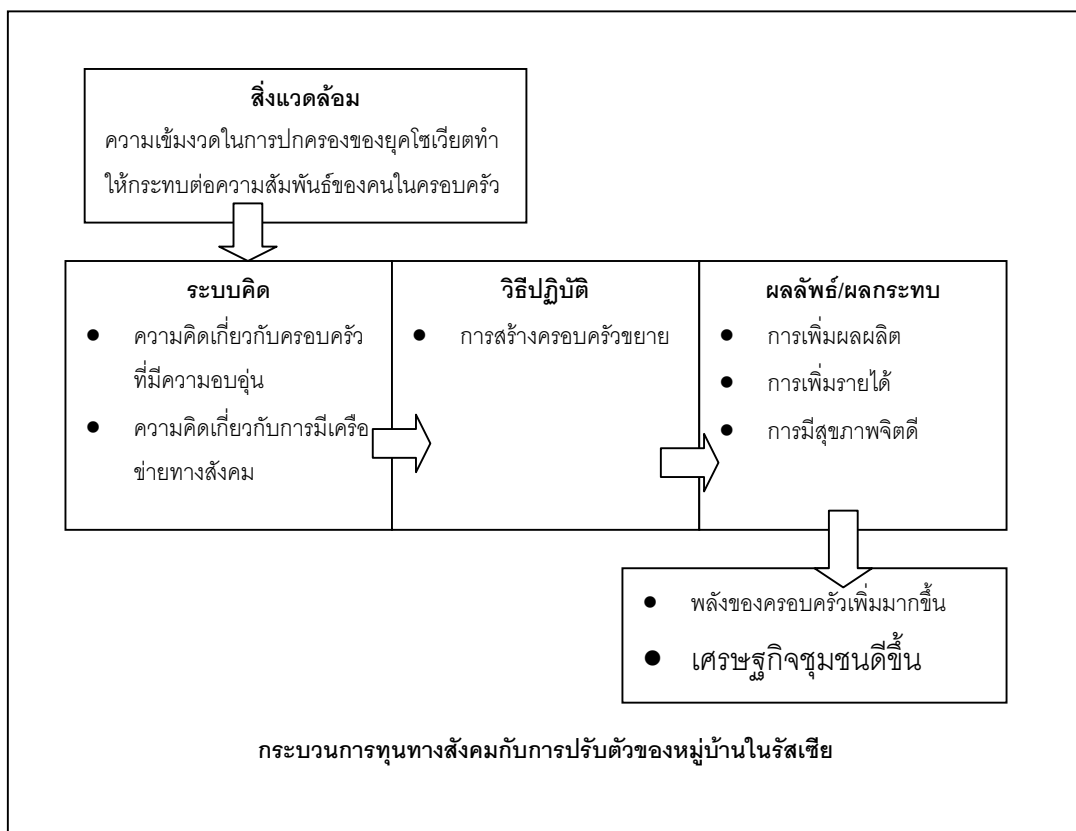 สิ่งแวดล้อม
ความเข้มงวดในการปกครองของยุคโซเวียตทำ
ให้กระทบต่อความสัมพันธ์ของคนในครอบครัว
ระบบคิด
● ความคิดเกี่ยวกับครอบครัว
ที่มีความอบอุ่น
● ความคิดเกี่ยวกับการมีเครือ
ข่ายทางสังคม
วิธีปฏิบัติ
● การสร้างครอบครัวขยาย
ผลลัพธ์/ผลกระทบ
● การเพิ่มผลผลิต
● การเพิ่มรายได้
● การมีสุขภาพจิตดี
● พลังของครอบครัวเพิ่มมากขึ้น
● เศรษฐกิจชุมชนดีขึ้น
กระบวนการทุนทางสังคมกับการปรับตัวของหมู่บ้านในรัสเซีย